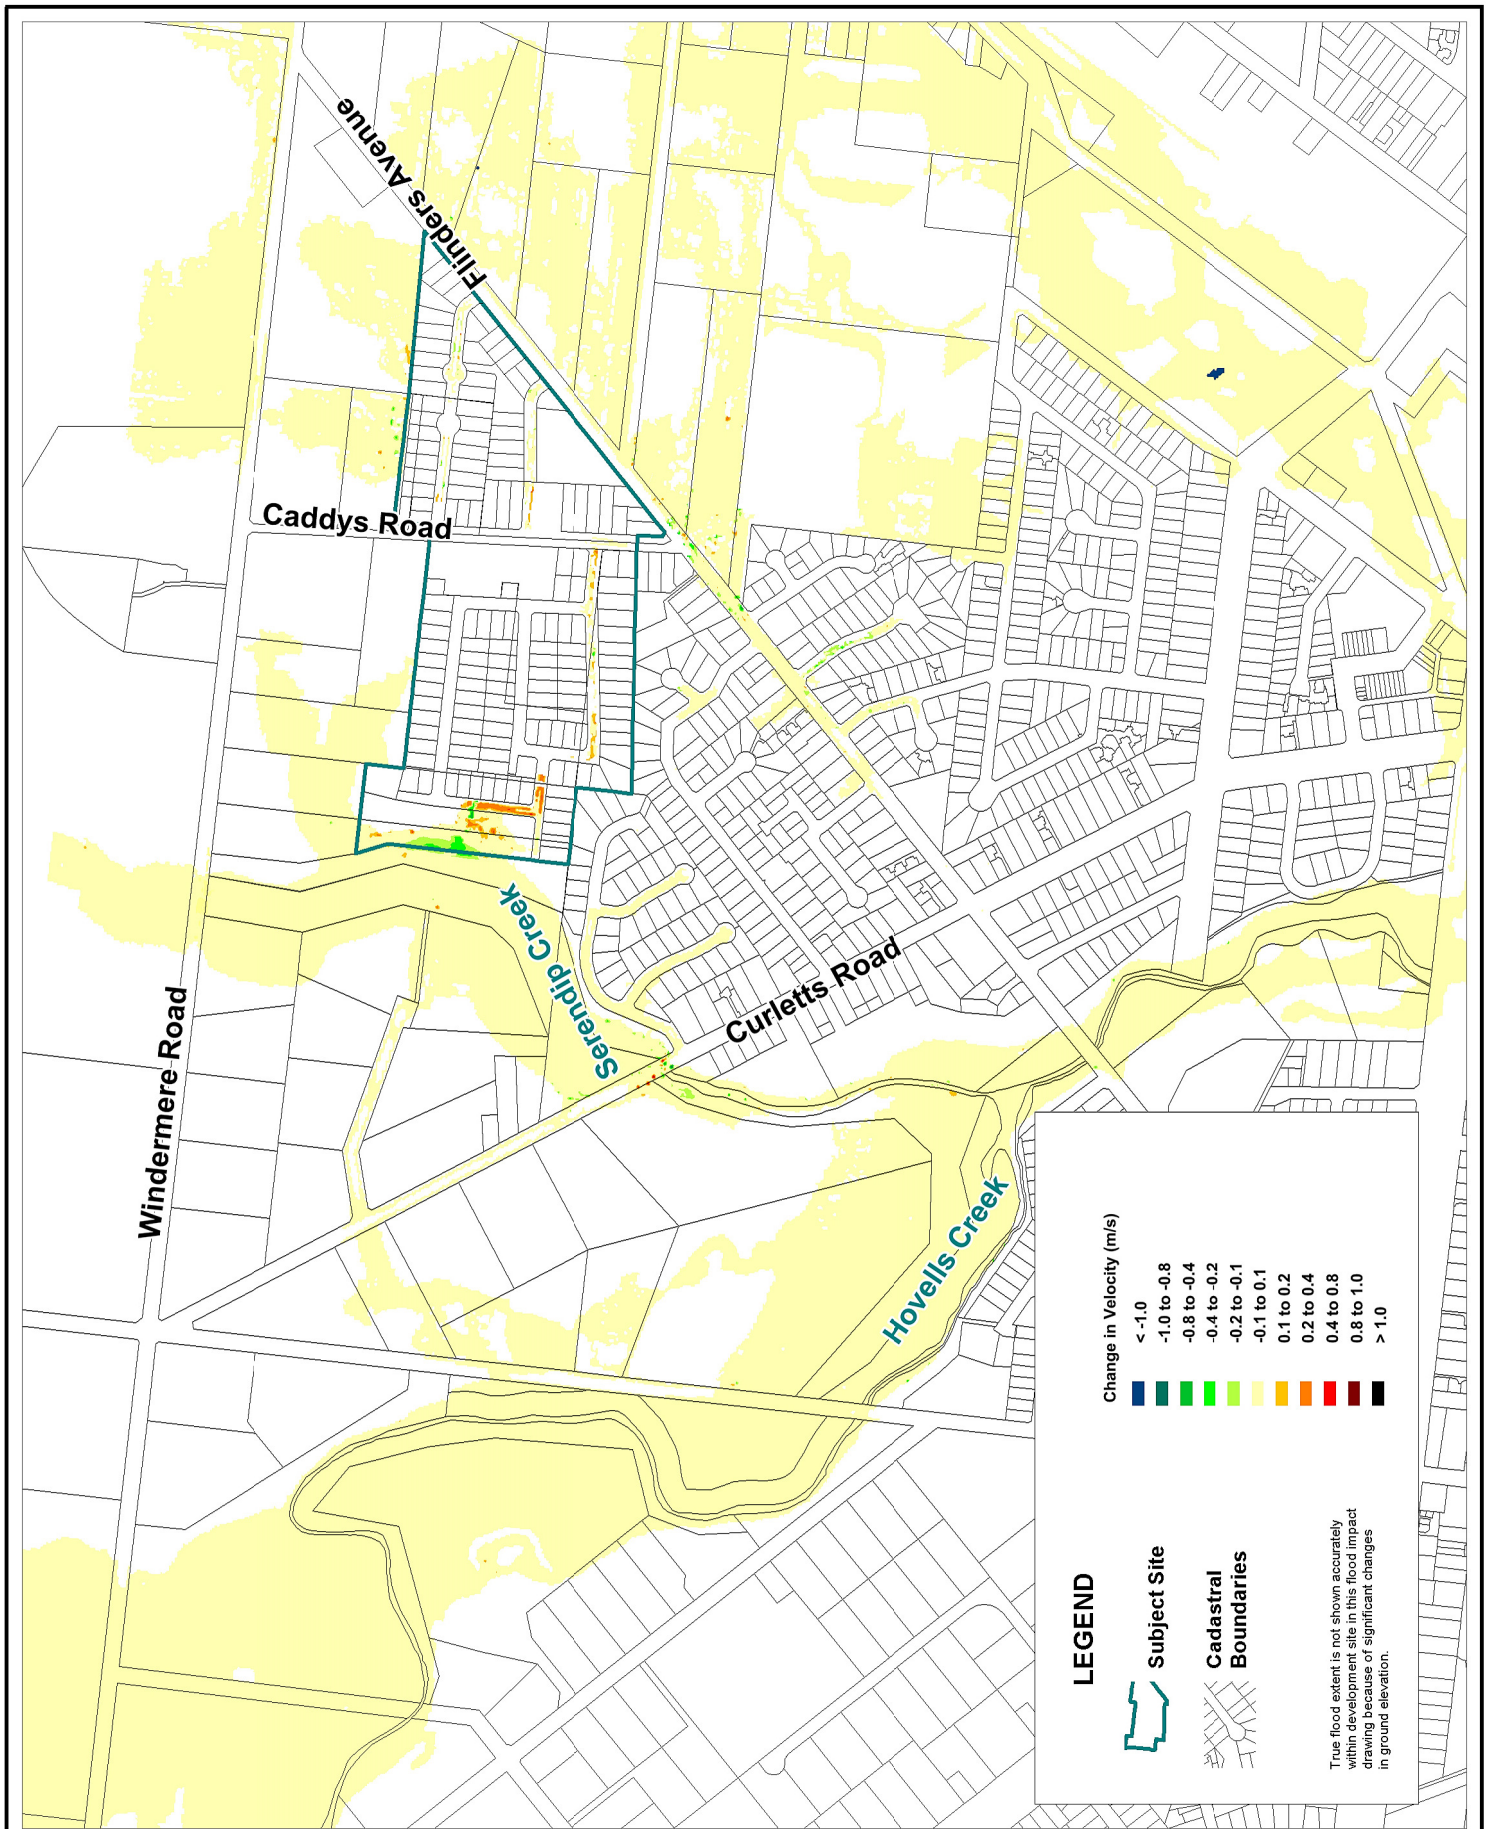 Flinders Avenue
Caddys Road
Windermere Road
Serendip Creek
Curletts Road
Hovells Creek
LEGEND
Subject Site
Cadastral
Boundaries
True flood extent is not shown accurately
within development site in this flood impact
drawing because of significant changes
in ground elevation.
Change in Velocity (m/s)
< -1.0
-1.0 to -0.8
-0.8 to -0.4
-0.4 to -0.2
-0.2 to -0.1
-0.1 to 0.1
0.1 to 0.2
0.2 to 0.4
0.4 to 0.8
0.8 to 1.0
> 1.0